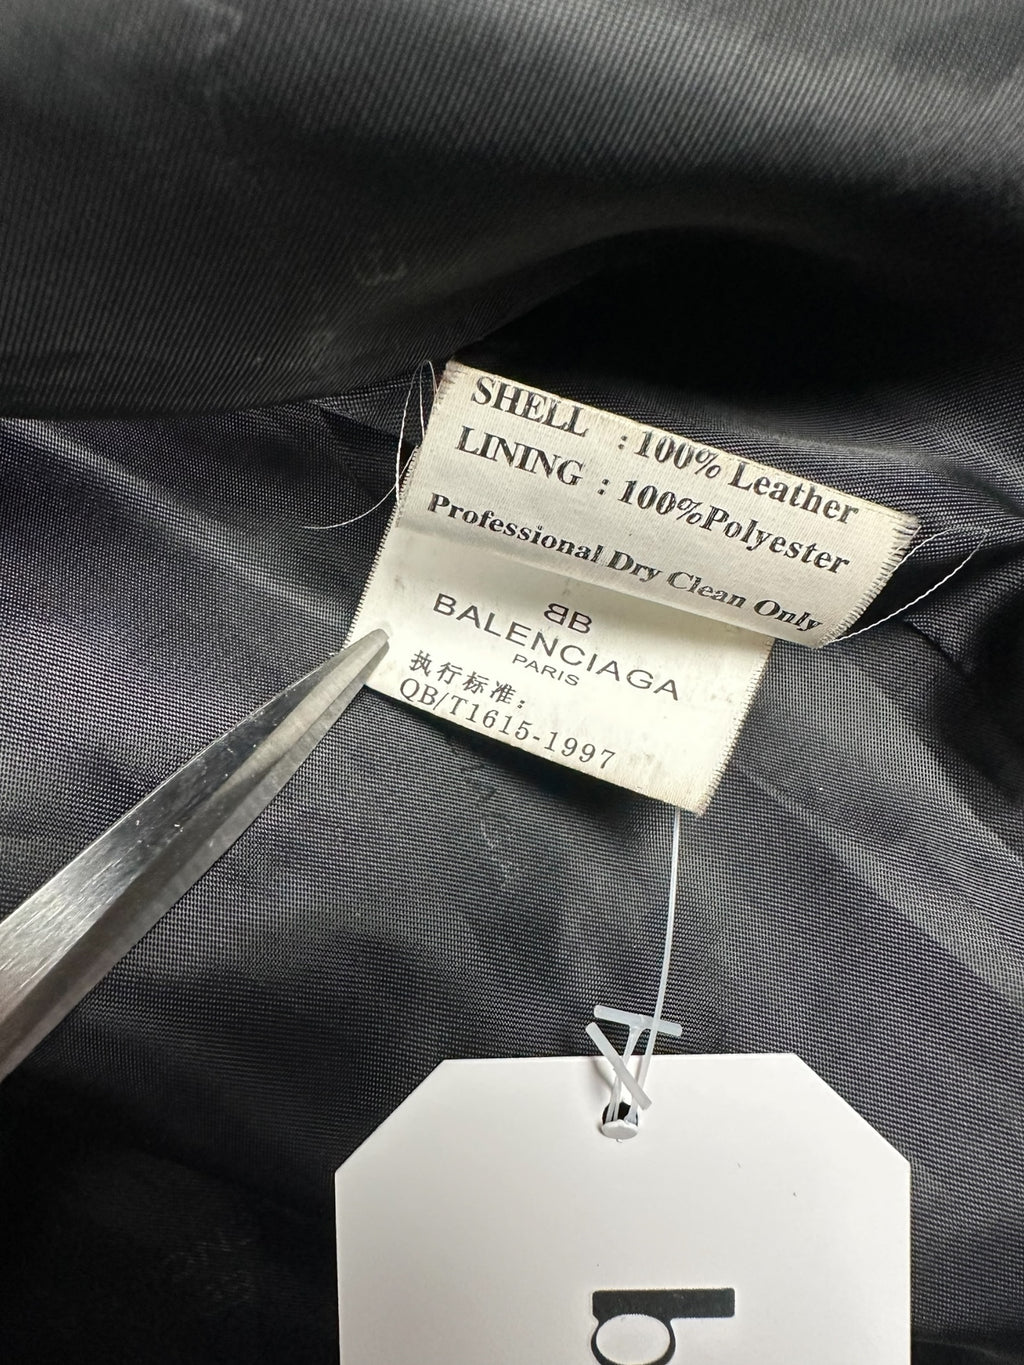 SHELL : 100% Leather
LINING : 100%Polyester
Professional Dry Clean Only
BB
BALENCIAGA
PARIS
执行标准:
QB/T1615-1997
b